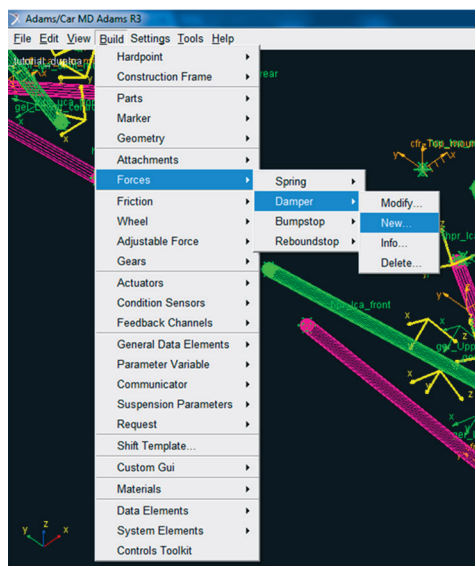 Adams/Car MD Adams R3
File Edit View Build Settings Tools Help
Hardpoint
Construction Frame
Parts
Marker
Geometry
Attachments
Forces
Friction
Wheel
Adjustable Force
Gears
Actuators
Condition Sensors
Feedback Channels
General Data Elements
Parameter Variable
Communicator
Suspension Parameters
Request
Shift Template...
Custom Gui
Materials
Data Elements
System Elements
Controls Toolkit
Spring
Damper
Bumpstop
Reboundstop
Modify...
New...
Info...
Delete...
rear
hpl_lca_front
y z x